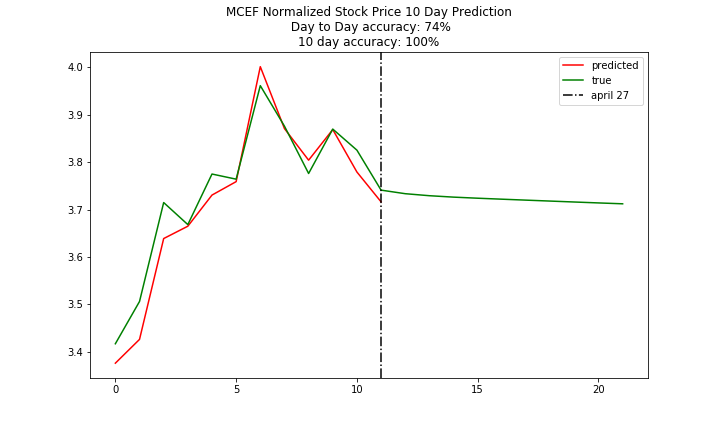 MCEF Normalized Stock Price 10 Day Prediction
Day to Day accuracy: 74%
10 day accuracy: 100%
predicted
true
april 27
4.0
3.9
3.8
3.7
3.6
3.5
3.4
0 5 10 15 20